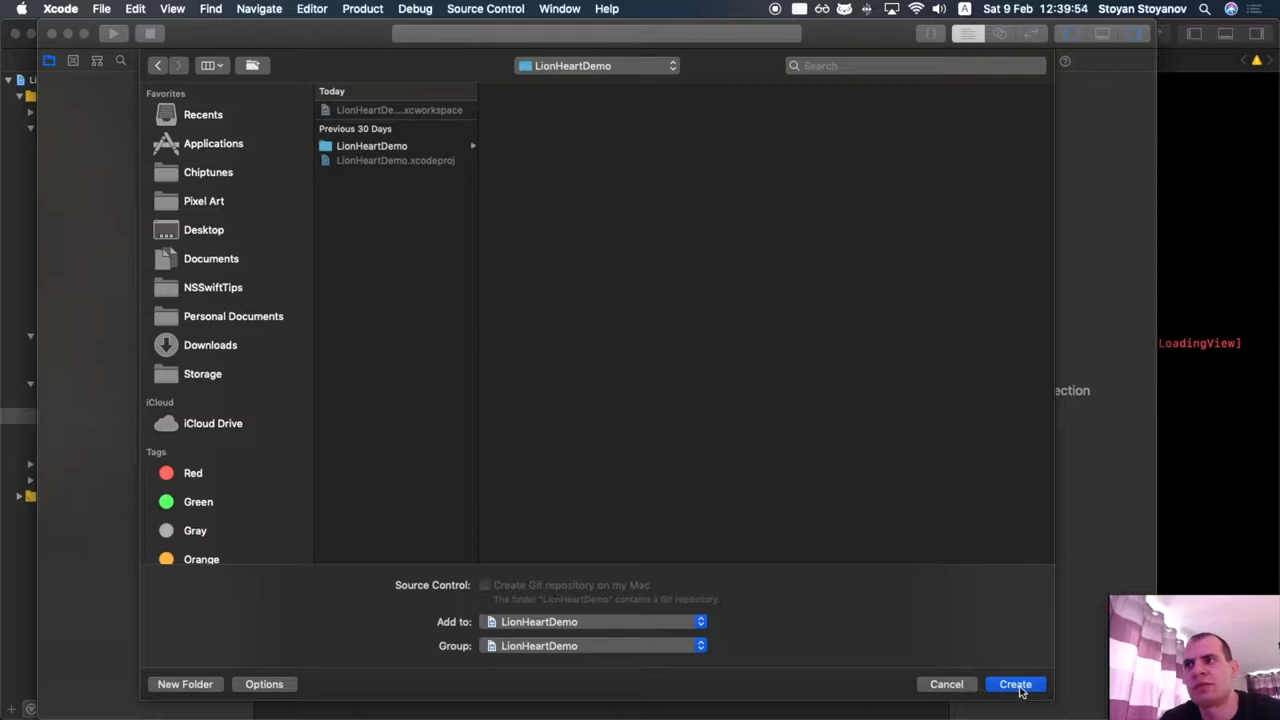 Xcode File Edit View Find Navigate Editor Product Debug Source Control Window Help A Sat 9 Feb 12:39:54 Stoyan Stoyanov
LionHeartDemo
Search
Li
Favorites
Recents
Applications
Chiptunes
Pixel Art
Desktop
Documents
NSSwiftTips
Personal Documents
Downloads
Storage
iCloud
iCloud Drive
Tags
Red
Green
Gray
Orange
Today
LionHeartDe....xcworkspace
Previous 30 Days
LionHeartDemo
LionHeartDemo.xcodeproj
LoadingView]
ection
Source Control: Create Git repository on my Mac
The folder "LionHeartDemo" contains a Git repository.
Add to: LionHeartDemo
Group: LionHeartDemo
New Folder Options Cancel Create